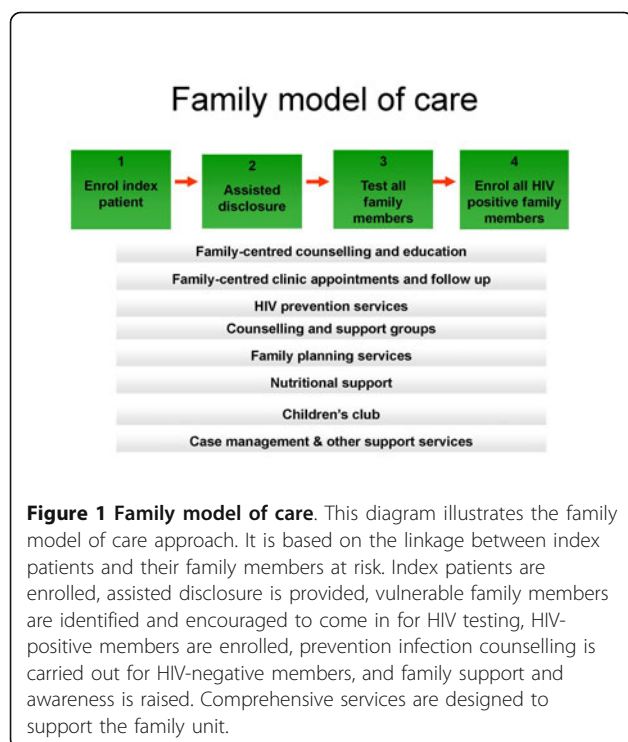 Family model of care
1
Enrol index
patient
2
Assisted
disclosure
3
Test all
family
members
4
Enrol all HIV
positive family
members
Family-centred counselling and education
Family-centred clinic appointments and follow up
HIV prevention services
Counselling and support groups
Family planning services
Nutritional support
Children's club
Case management & other support services
Figure 1 Family model of care. This diagram illustrates the family
model of care approach. It is based on the linkage between index
patients and their family members at risk. Index patients are
enrolled, assisted disclosure is provided, vulnerable family members
are identified and encouraged to come in for HIV testing, HIV-
positive members are enrolled, prevention infection counselling is
carried out for HIV-negative members, and family support and
awareness is raised. Comprehensive services are designed to
support the family unit.